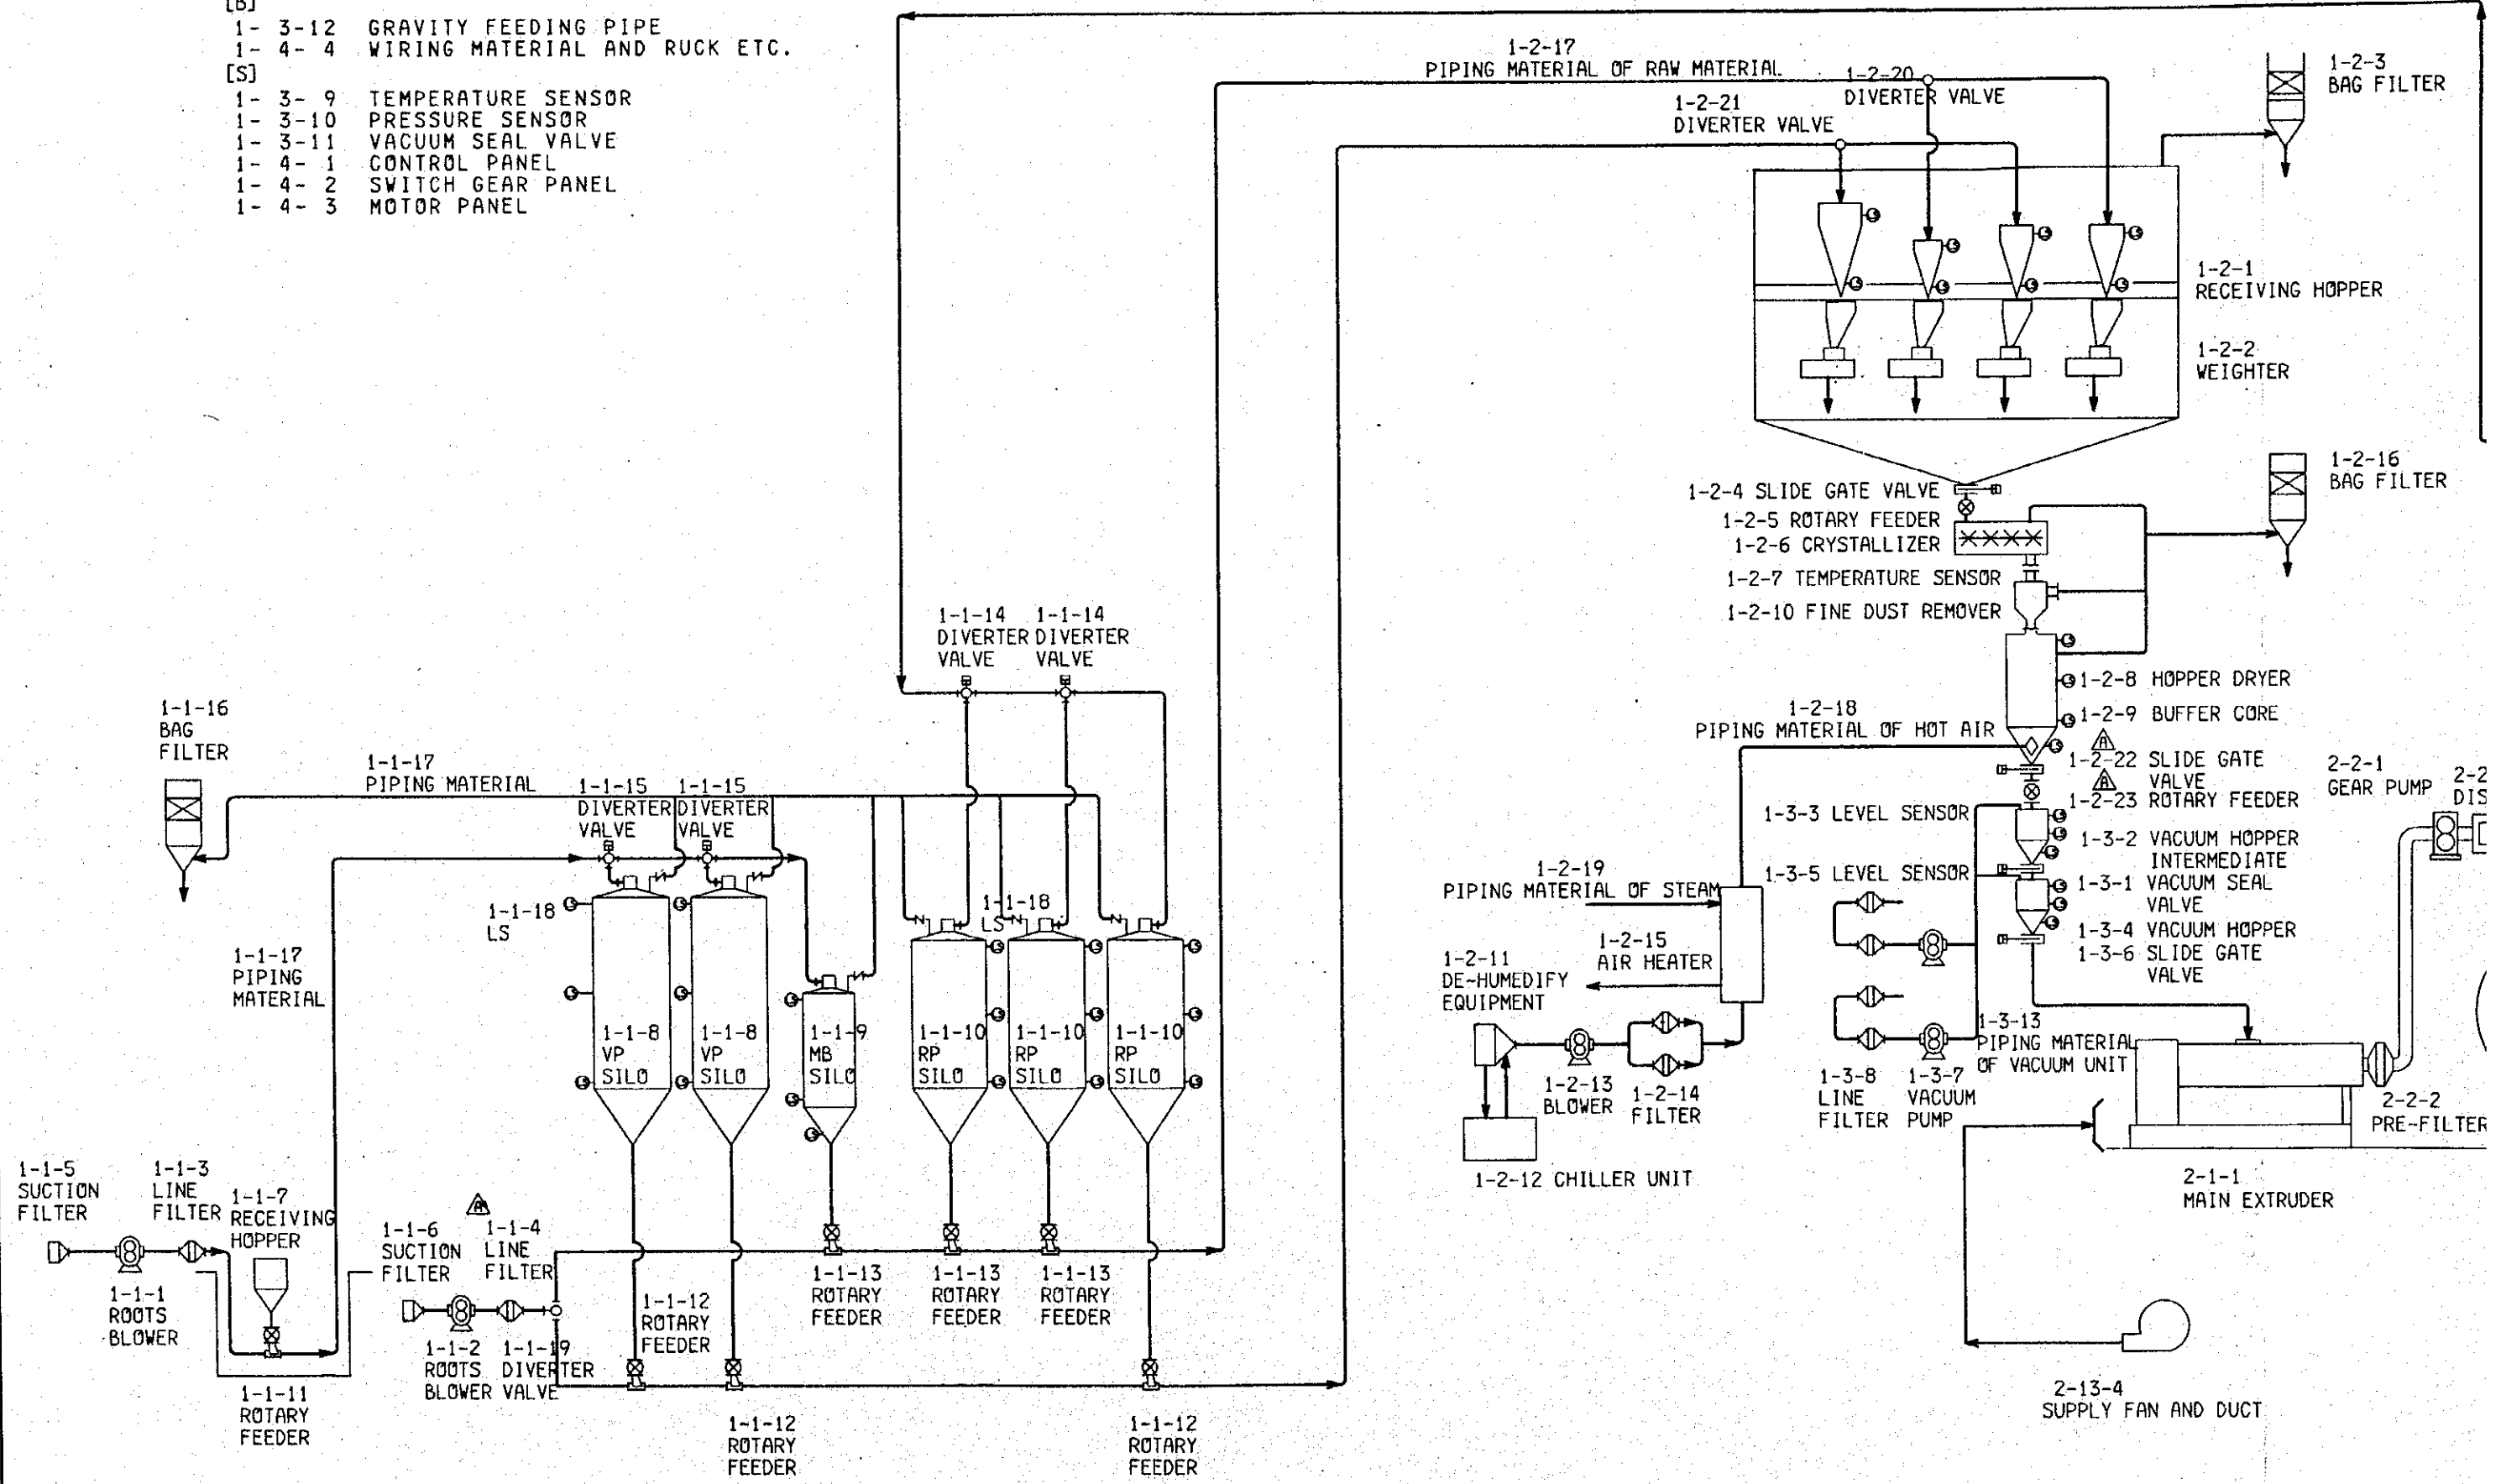 [B]
1- 3-12 GRAVITY FEEDING PIPE
1- 4- 4 WIRING MATERIAL AND RUCK ETC.
[S]
1- 3- 9 TEMPERATURE SENSOR
1- 3-10 PRESSURE SENSOR
1- 3-11 VACUUM SEAL VALVE
1- 4- 1 CONTROL PANEL
1- 4- 2 SWITCH GEAR PANEL
1- 4- 3 MOTOR PANEL
1-2-17
PIPING MATERIAL OF RAW MATERIAL
1-2-20
DIVERTER VALVE
1-2-21
DIVERTER VALVE
1-2-3
BAG FILTER
1-2-1
RECEIVING HOPPER
1-2-2
WEIGHTER
1-2-16
BAG FILTER
1-2-4 SLIDE GATE VALVE
1-2-5 ROTARY FEEDER
1-2-6 CRYSTALLIZER
1-2-7 TEMPERATURE SENSOR
1-2-10 FINE DUST REMOVER
1-2-8 HOPPER DRYER
1-2-9 BUFFER CORE
1-2-18
PIPING MATERIAL OF HOT AIR
A
1-2-22 SLIDE GATE
VALVE
A
1-2-23 ROTARY FEEDER
1-3-3 LEVEL SENSOR
1-3-2 VACUUM HOPPER
INTERMEDIATE
1-3-5 LEVEL SENSOR
1-3-1 VACUUM SEAL
VALVE
1-3-4 VACUUM HOPPER
1-3-6 SLIDE GATE
VALVE
2-2-1
GEAR PUMP
2-2
DIS
1-2-19
PIPING MATERIAL OF STEAM
1-2-15
AIR HEATER
1-2-11
DE-HUMEDIFY
EQUIPMENT
1-2-13
BLOWER
1-2-14
FILTER
1-2-12 CHILLER UNIT
1-3-13
PIPING MATERIAL
OF VACUUM UNIT
1-3-8
LINE
FILTER
1-3-7
VACUUM
PUMP
2-2-2
PRE-FILTER
2-1-1
MAIN EXTRUDER
2-13-4
SUPPLY FAN AND DUCT
1-1-14
DIVERTER
VALVE
1-1-14
DIVERTER
VALVE
1-1-16
BAG
FILTER
1-1-17
PIPING MATERIAL
1-1-15
DIVERTER
VALVE
1-1-15
DIVERTER
VALVE
1-1-18
LS
1-1-18
LS
1-1-17
PIPING
MATERIAL
1-1-8
VP
SILO
1-1-8
VP
SILO
1-1-9
MB
SILO
1-1-10
RP
SILO
1-1-10
RP
SILO
1-1-10
RP
SILO
1-1-5
SUCTION
FILTER
1-1-3
LINE
FILTER
1-1-7
RECEIVING
HOPPER
1-1-1
ROOTS
BLOWER
1-1-11
ROTARY
FEEDER
1-1-6
SUCTION
FILTER
A
1-1-4
LINE
FILTER
1-1-2
ROOTS
BLOWER
1-1-19
DIVERTER
VALVE
1-1-12
ROTARY
FEEDER
1-1-13
ROTARY
FEEDER
1-1-13
ROTARY
FEEDER
1-1-13
ROTARY
FEEDER
1-1-12
ROTARY
FEEDER
1-1-12
ROTARY
FEEDER